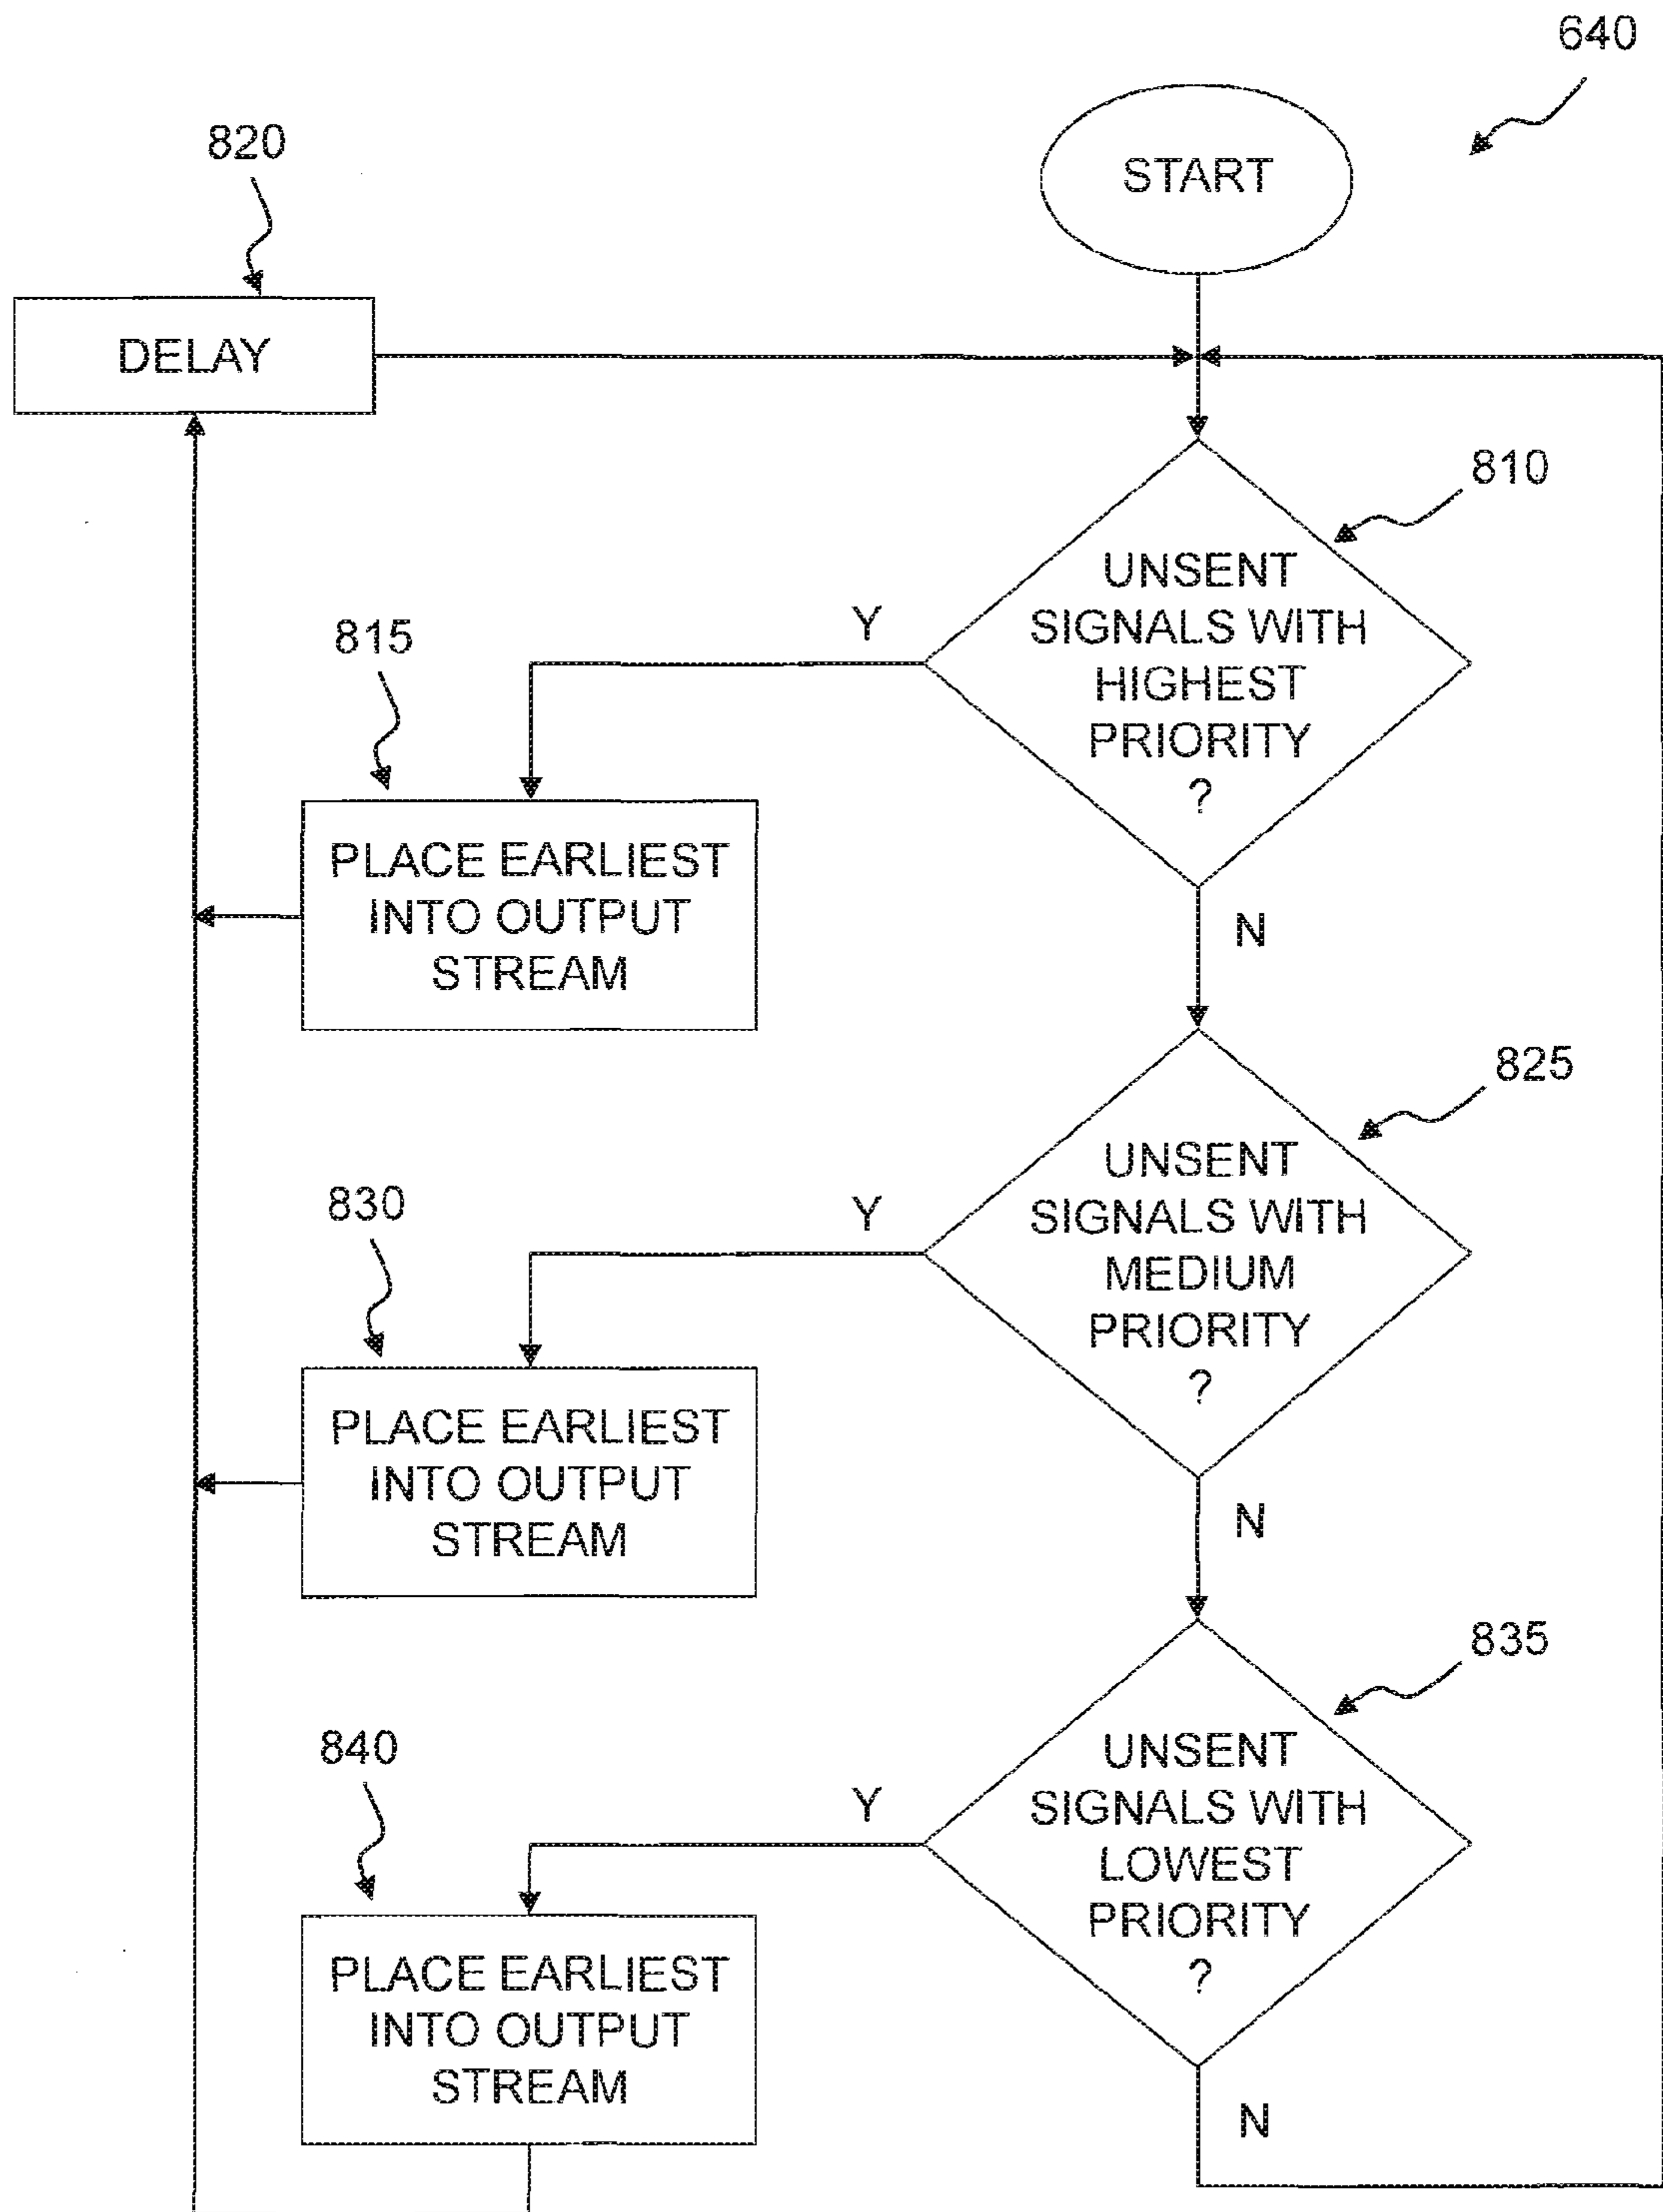 640
START
820
DELAY
810
UNSENT
SIGNALS WITH
HIGHEST
PRIORITY
?
Y
815
PLACE EARLIEST
INTO OUTPUT
STREAM
N
825
UNSENT
SIGNALS WITH
MEDIUM
PRIORITY
?
Y
830
PLACE EARLIEST
INTO OUTPUT
STREAM
N
835
UNSENT
SIGNALS WITH
LOWEST
PRIORITY
?
Y
840
PLACE EARLIEST
INTO OUTPUT
STREAM
N